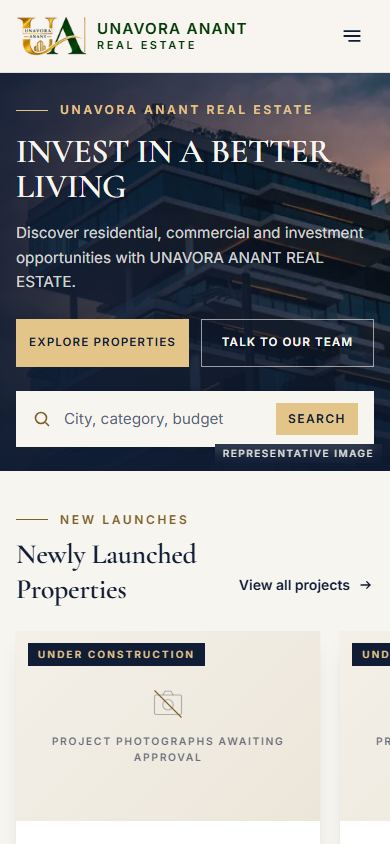 UNAVORA
ANANT
UNAVORA ANANT
REAL ESTATE
UNAVORA ANANT REAL ESTATE
INVEST IN A BETTER
LIVING
Discover residential, commercial and investment
opportunities with UNAVORA ANANT REAL
ESTATE.
EXPLORE PROPERTIES
TALK TO OUR TEAM
City, category, budget
SEARCH
REPRESENTATIVE IMAGE
NEW LAUNCHES
Newly Launched
Properties
View all projects
UNDER CONSTRUCTION
UND
PROJECT PHOTOGRAPHS AWAITING
APPROVAL
PR